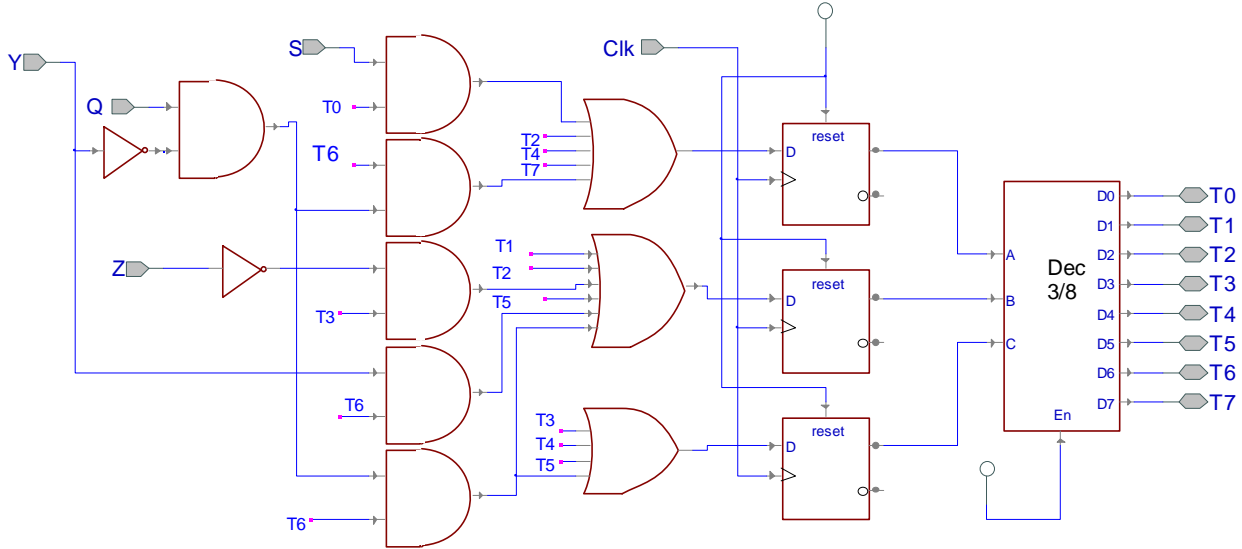 Y
S
Clk
Q
T0
T6
T2
T4
T7
D
reset
Z
T1
T2
T5
T3
D
reset
T6
T3
T4
T5
D
reset
T6
A
B
C
Dec
3/8
En
D0
D1
D2
D3
D4
D5
D6
D7
T0
T1
T2
T3
T4
T5
T6
T7